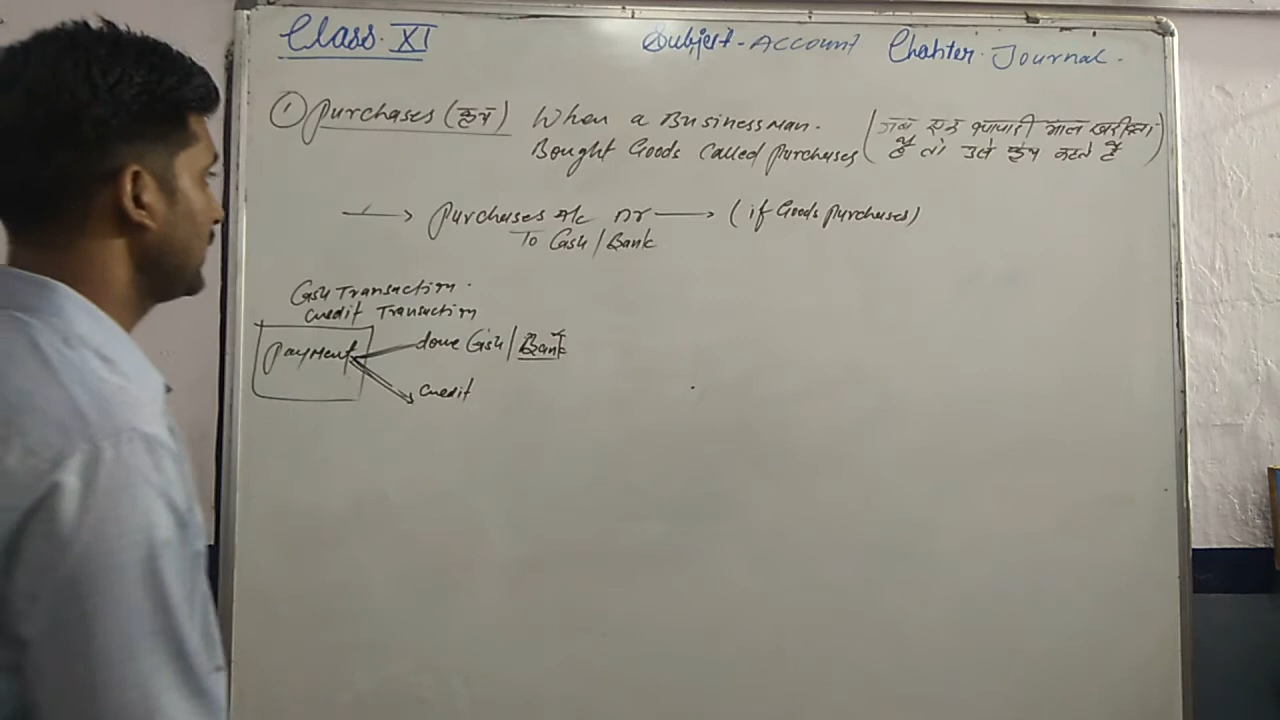 Class. XI
Subject - Account Chapter. Journal.
① Purchases (क्रय) When a Businessman. (जब एक व्यापारी माल खरीदता
Bought Goods Called Purchases है तो उसे क्रय कहते हैं)
→ Purchases A/c Dr → (if Goods Purchases)
To Cash/Bank
Cash Transaction.
Credit Transaction
Payment done Cash/Bank
Credit